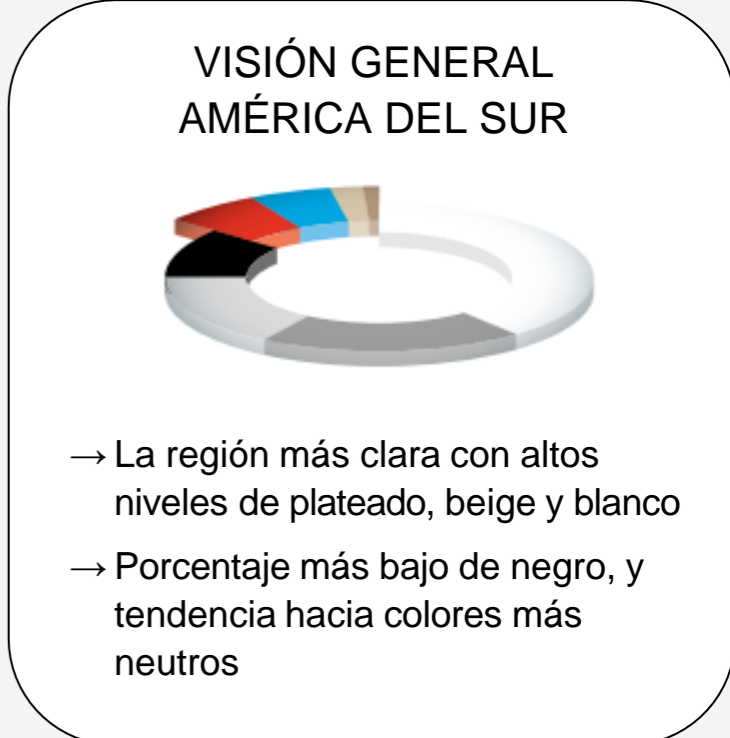 VISIÓN GENERAL
AMÉRICA DEL SUR
→ La región más clara con altos
niveles de plateado, beige y blanco
→ Porcentaje más bajo de negro, y
tendencia hacia colores más
neutros